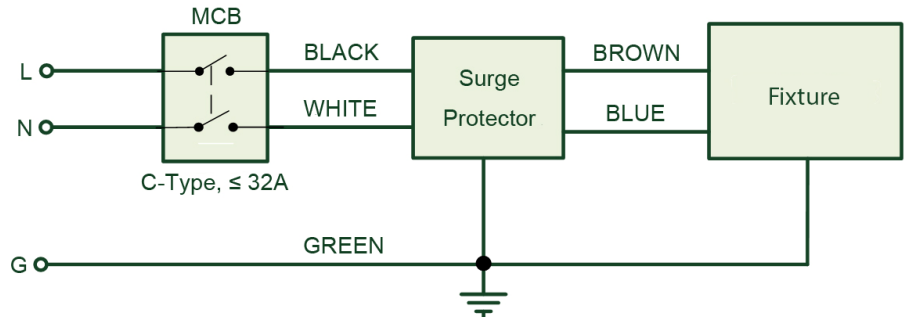 MCB
L
BLACK
Surge
Protector
BROWN
Fixture
N
WHITE
BLUE
C-Type, ≤ 32A
G
GREEN